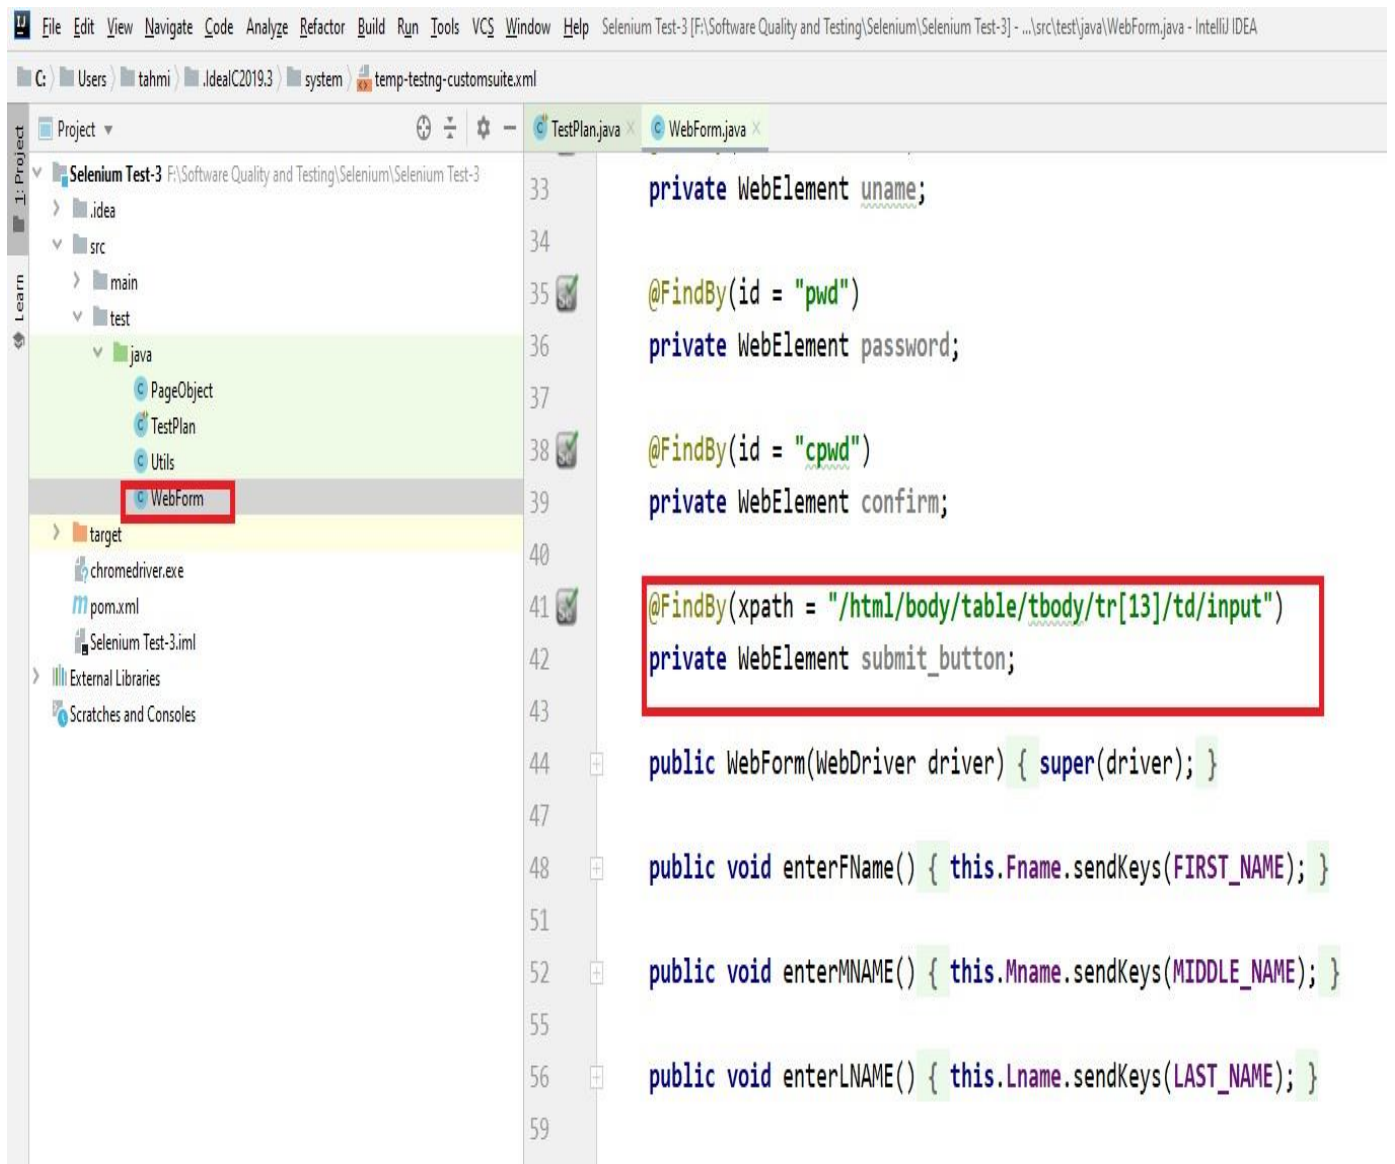 File Edit View Navigate Code Analyze Refactor Build Run Tools VCS Window Help Selenium Test-3 [F:\Software Quality and Testing\Selenium\Selenium Test-3] - ...\src\test\java\WebForm.java - IntelliJ IDEA
C: Users tahmi .IdeaIC2019.3 system temp-testng-customsuite.xml
1: Project
Learn
Project
Selenium Test-3 F:\Software Quality and Testing\Selenium\Selenium Test-3
.idea
src
main
test
java
PageObject
TestPlan
Utils
WebForm
target
chromedriver.exe
pom.xml
Selenium Test-3.iml
External Libraries
Scratches and Consoles
TestPlan.java WebForm.java
33 private WebElement uname;
34
35 @FindBy(id = "pwd")
36 private WebElement password;
37
38 @FindBy(id = "cpwd")
39 private WebElement confirm;
40
41 @FindBy(xpath = "/html/body/table/tbody/tr[13]/td/input")
42 private WebElement submit_button;
43
44 public WebForm(WebDriver driver) { super(driver); }
47
48 public void enterFName() { this.Fname.sendKeys(FIRST_NAME); }
51
52 public void enterMNAME() { this.Mname.sendKeys(MIDDLE_NAME); }
55
56 public void enterLNAME() { this.Lname.sendKeys(LAST_NAME); }
59